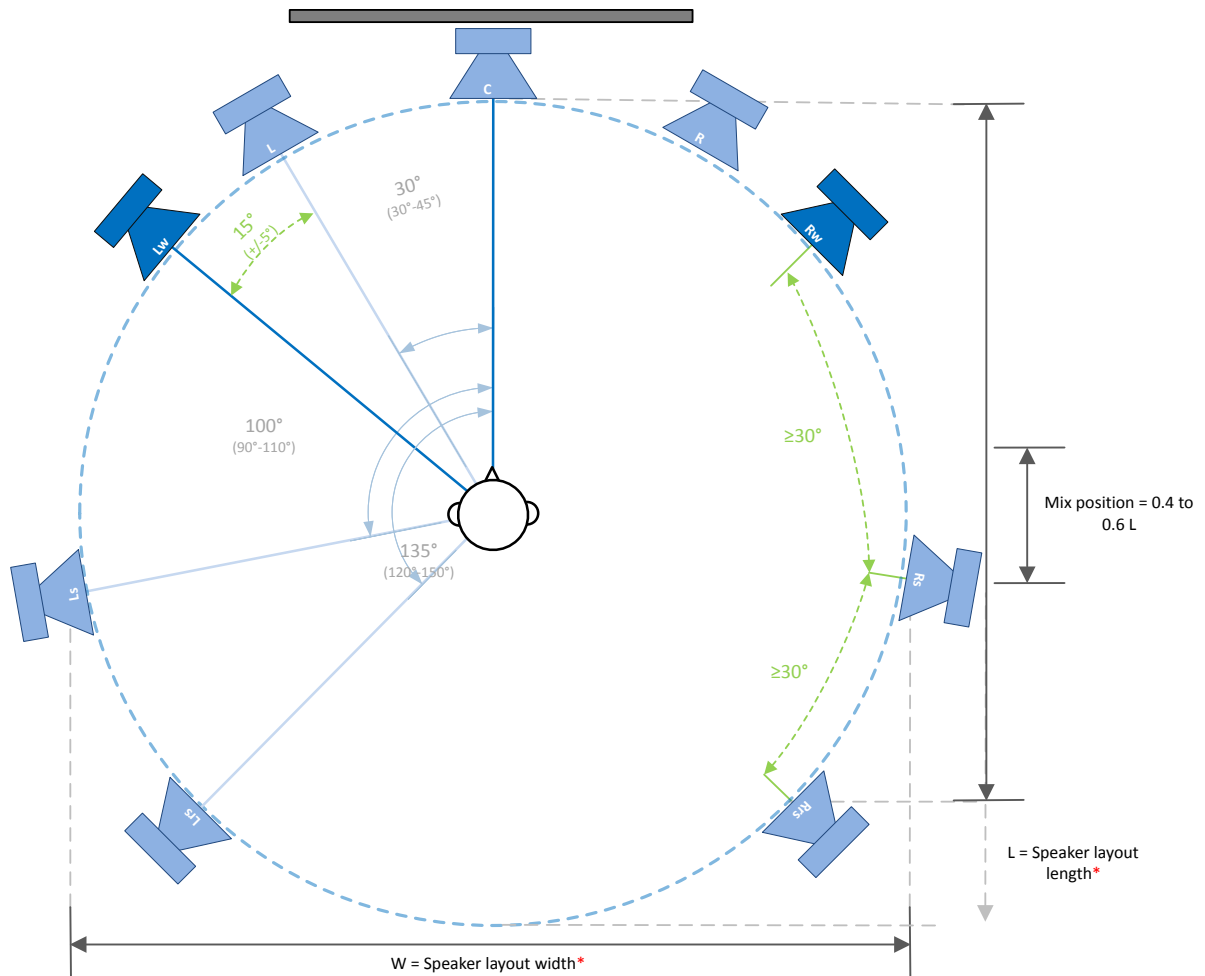 C
L
R
30°
(30°-45°)
15°
(+/-5°)
Lw
Rw
100°
(90°-110°)
≥30°
Mix position = 0.4 to
0.6 L
135°
(120°-150°)
Ls
Rs
≥30°
Lrs
Rrs
L = Speaker layout
length*
W = Speaker layout width*